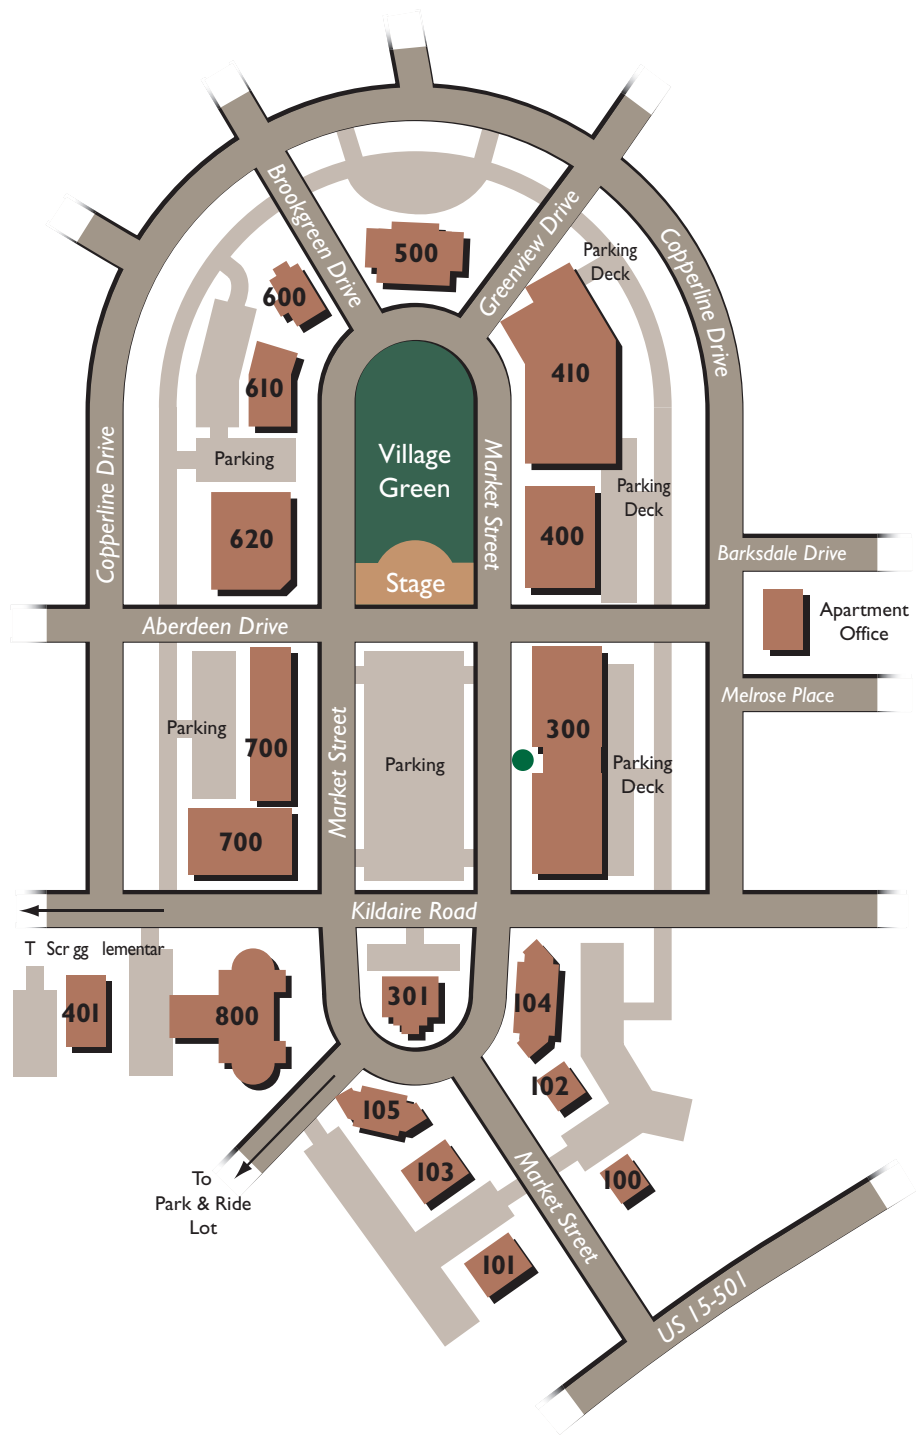 Brookgreen Drive
500
Greenview Drive
Parking
Deck
Copperline Drive
600
410
610
Village
Green
Market Street
Parking
Copperline Drive
Parking
Deck
620
400
Stage
Barksdale Drive
Apartment
Office
Aberdeen Drive
Melrose Place
Parking
700
Market Street
Parking
300
Parking
Deck
700
Kildaire Road
T Scr gg lementar
401
800
301
104
102
105
103
100
To
Park & Ride
Lot
Market Street
101
US 15-501